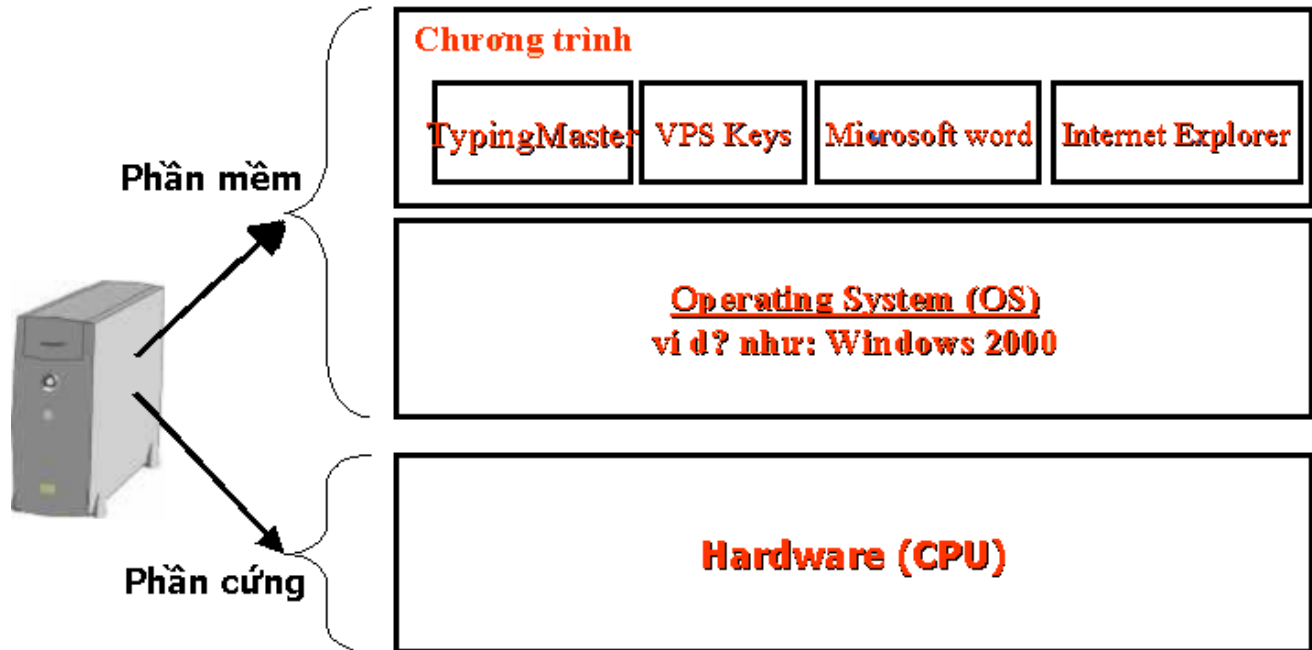 Chương trình
TypingMaster
VPS Keys
Microsoft word
Internet Explorer
Phần mềm
Operating System (OS)
ví d? như: Windows 2000
Hardware (CPU)
Phần cứng